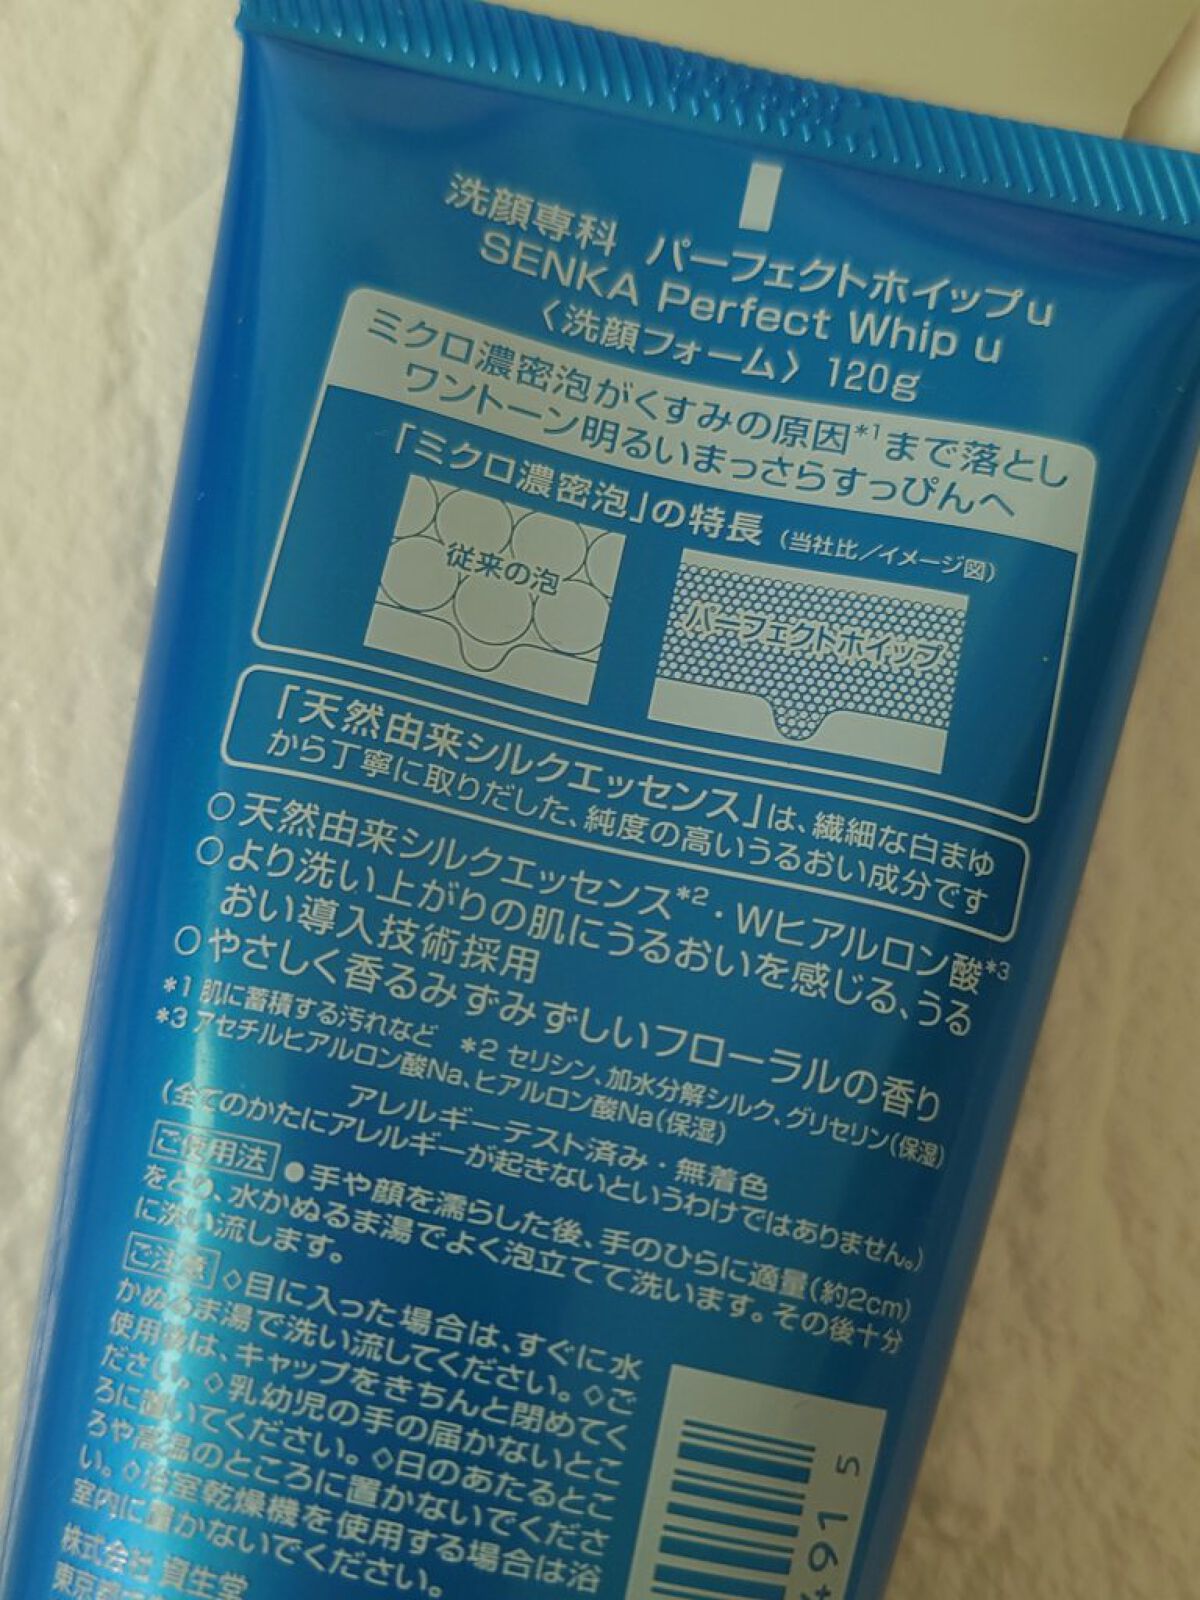 洗顔専科 パーフェクトホイップu
SENKA Perfect Whip u
〈洗顔フォーム〉 120g
ミクロ濃密泡がくすみの原因*1まで落とし
ワントーン明るいまっさらすっぴんへ
「ミクロ濃密泡」の特長 (当社比/イメージ図)
従来の泡
パーフェクトホイップ
「天然由来シルクエッセンス」は、繊細な白まゆ
から丁寧に取りだした、純度の高いうるおい成分です
○天然由来シルクエッセンス*2・Wヒアルロン酸*3
○より洗い上がりの肌にうるおいを感じる、うる
おい導入技術採用
○やさしく香るみずみずしいフローラルの香り
*1 肌に蓄積する汚れなど *2 セリシン、加水分解シルク、グリセリン(保湿)
*3 アセチルヒアルロン酸Na、ヒアルロン酸Na(保湿)
アレルギーテスト済み・無着色
(全てのかたにアレルギーが起きないというわけではありません。)
ご使用法 ●手や顔を濡らした後、手のひらに適量(約2cm)
をとり、水かぬるま湯でよく泡立てて洗います。その後十分
に洗い流します。
ご注意 ◇目に入った場合は、すぐに水
かぬるま湯で洗い流してください。◇ご
使用後は、キャップをきちんと閉めてく
ださい。◇乳幼児の手の届かないとこ
ろに置いてください。◇日のあたるとこ
ろや高温のところに置かないでくださ
い。◇浴室乾燥機を使用する場合は浴
室内に置かないでください。
株式会社 資生堂
東京都
4915